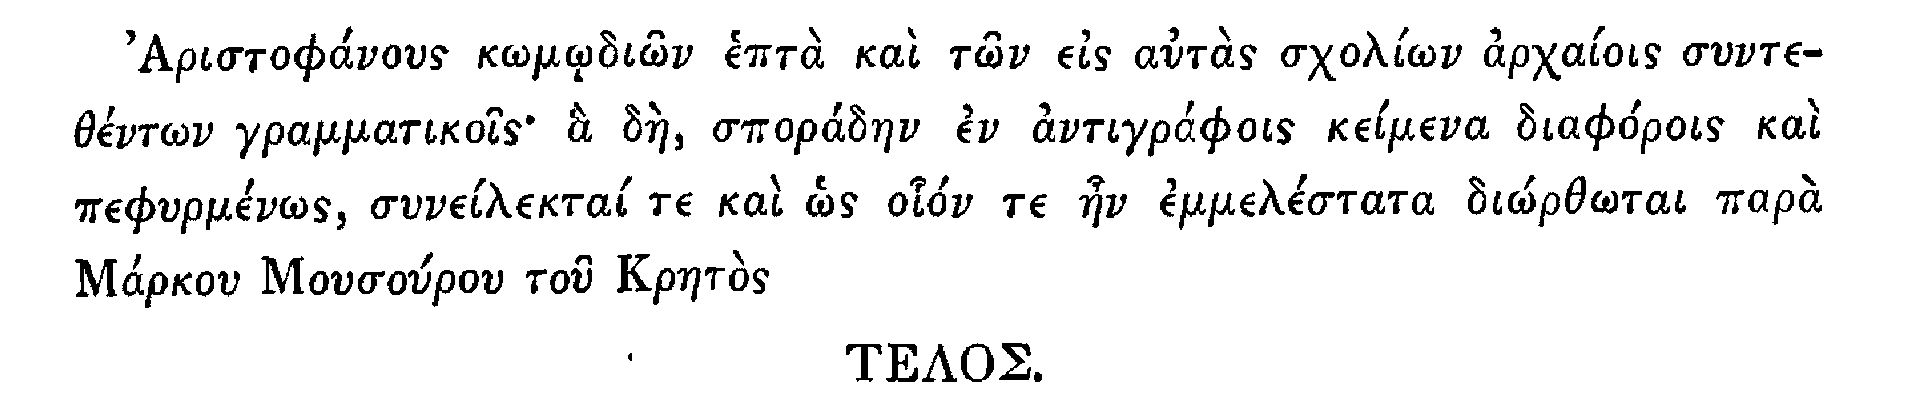 Ἀριστοφάνους κωμῳδιῶν ἑπτὰ καὶ τῶν εἰς αὐτὰς σχολίων ἀρχαίοις συντε-
θέντων γραμματικοῖς· ἃ δὴ, σποράδην ἐν ἀντιγράφοις κείμενα διαφόροις καὶ
πεφυρμένως, συνείλεκταί τε καὶ ὡς οἷόν τε ἦν ἐμμελέστατα διώρθωται παρὰ
Μάρκου Μουσούρου τοῦ Κρητὸς
ΤΕΛΟΣ.